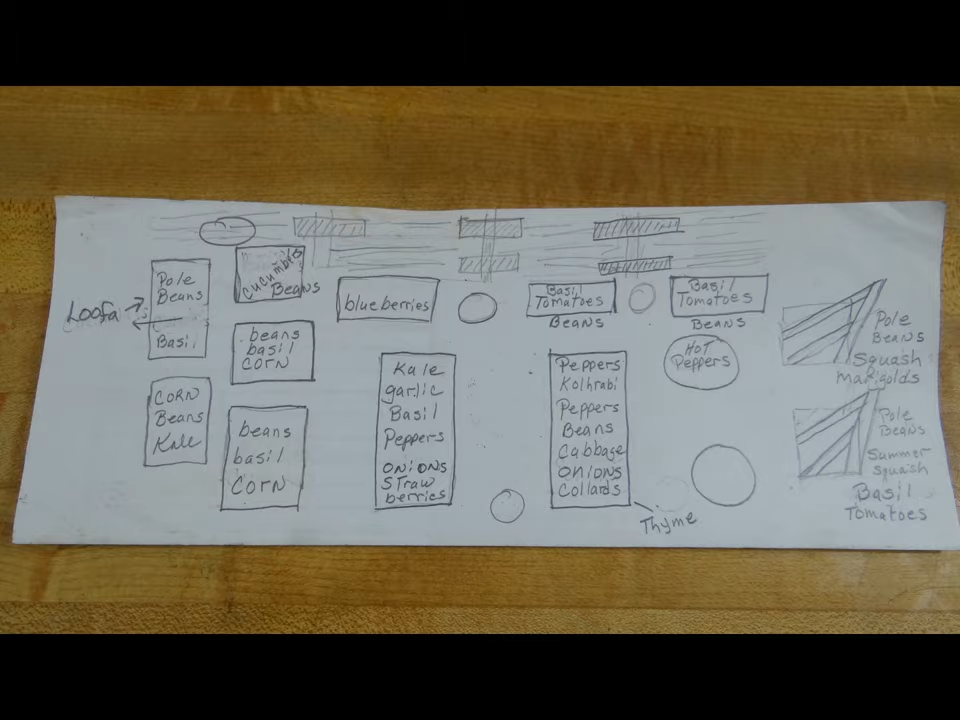 Loofa
Pole
Beans
Basil
CORN
Beans
Kale
Cucumbers
Beans
beans
basil
CORN
beans
basil
CORN
blueberries
Kale
garlic
Basil
Peppers
ONiONS
STraw
berries
Basil
Tomatoes
BEANS
Peppers
Kolhrabi
Peppers
Beans
Cabbage
ONIONS
Collards
Thyme
Basil
Tomatoes
BEANS
HoT
Peppers
Pole
BEANS
Squash
Marigolds
Pole
BEANS
Summer
Squash
Basil
Tomatoes